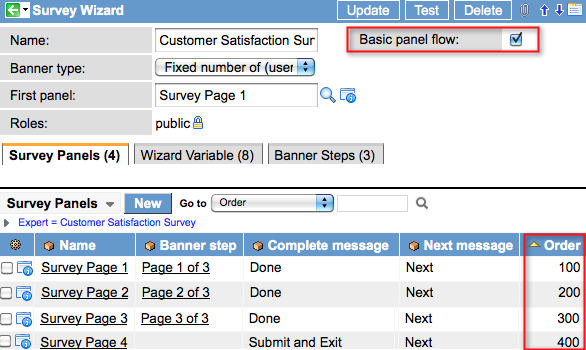 Survey Wizard Update Test Delete
Name: Customer Satisfaction Sur Basic panel flow:
Banner type: Fixed number of (user
First panel: Survey Page 1
Roles: public
Survey Panels (4) Wizard Variable (8) Banner Steps (3)
Survey Panels New Go to Order
Expert = Customer Satisfaction Survey
Name Banner step Complete message Next message Order
Survey Page 1 Page 1 of 3 Done Next 100
Survey Page 2 Page 2 of 3 Done Next 200
Survey Page 3 Page 3 of 3 Done Next 300
Survey Page 4 Submit and Exit Next 400